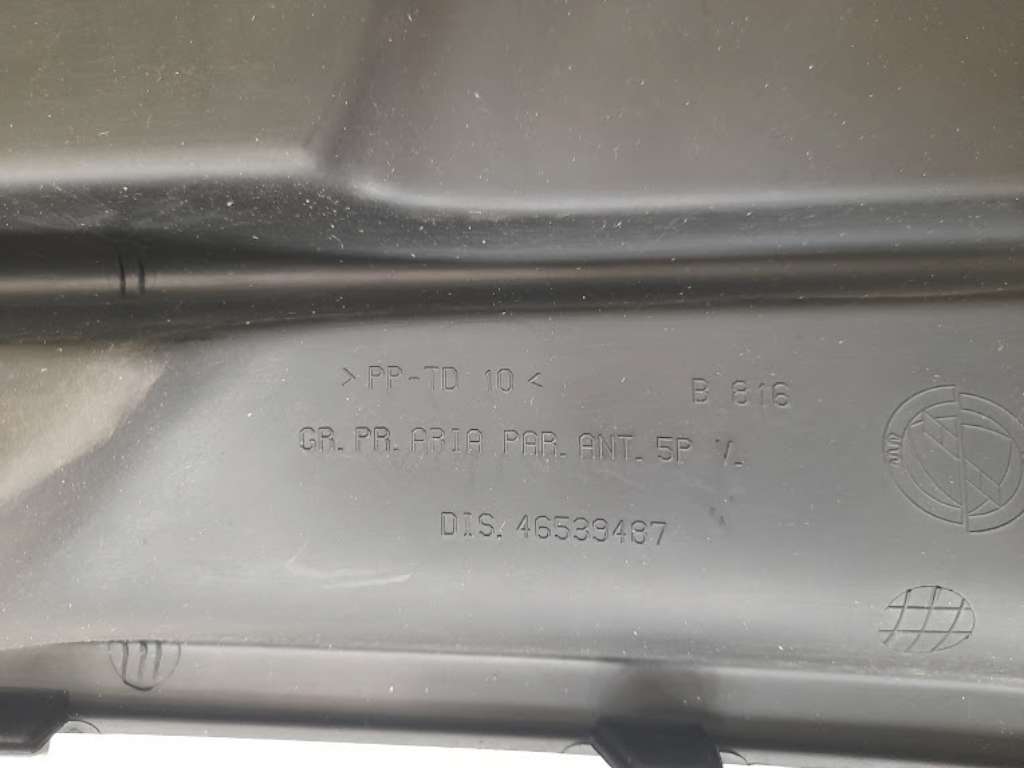 >PP-TD 10<
B 816
GR. PR. ARIA PAR. ANT. 5P V.
DIS. 46539487